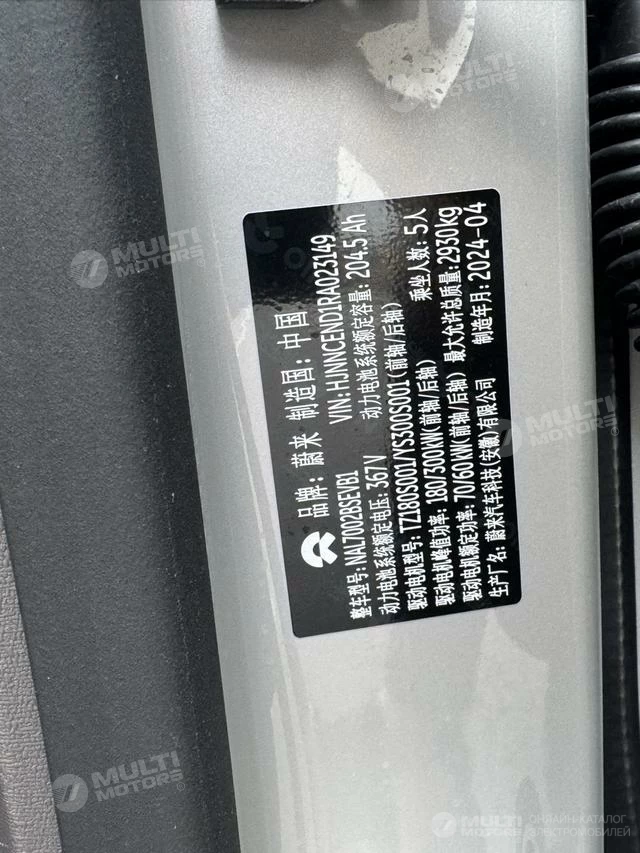 品牌: 蔚来 制造国: 中国
整车型号: NAL7002BSEVB1 VIN: HJNNCEND1RA023149
动力电池系统额定电压: 367V 动力电池系统额定容量: 204.5 Ah
驱动电机型号: TZ180S001/YS300S001(前轴/后轴)
驱动电机峰值功率: 180/300kW(前轴/后轴) 乘坐人数: 5人
驱动电机额定功率: 70/60kW(前轴/后轴) 最大允许总质量: 2930kg
生产厂名: 蔚来汽车科技(安徽)有限公司 制造年月: 2024-04
MULTI MOTORS
MULTI MOTORS
MULTI MOTORS
MULTI MOTORS
MULTI MOTORS ОНЛАЙН-КАТАЛОГ ЭЛЕКТРОМОБИЛЕЙ